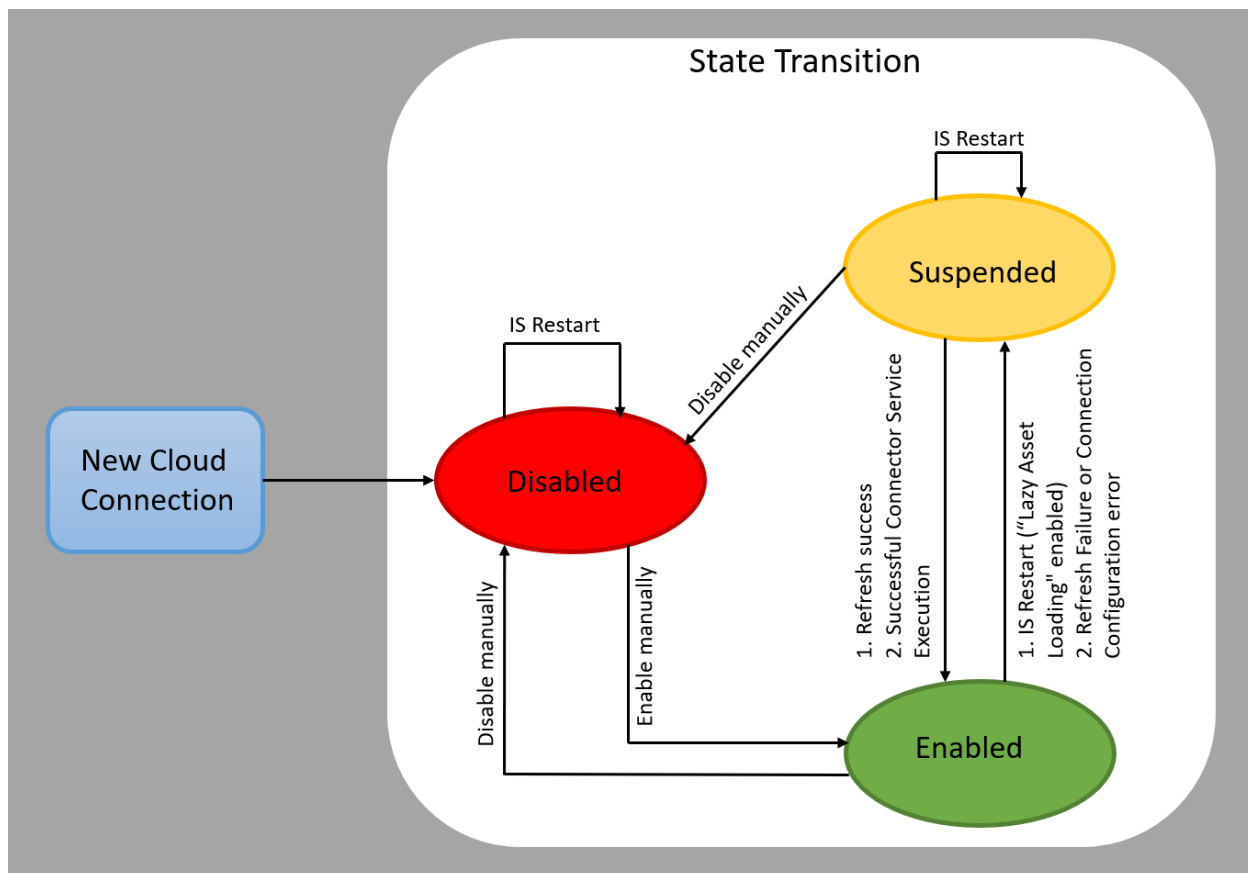 State Transition
IS Restart
Suspended
Disable manually
IS Restart
New Cloud
Connection
Disabled
1. Refresh success
2. Successful Connector Service
Execution
1. IS Restart (“Lazy Asset
Loading" enabled)
2. Refresh Failure or Connection
Configuration error
Disable manually
Enable manually
Enabled